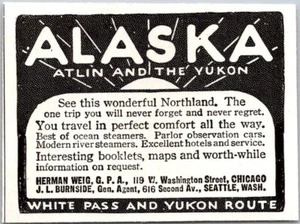 ALASKA
ATLIN AND THE YUKON
See this wonderful Northland. The
one trip you will never forget and never regret.
You travel in perfect comfort all the way.
Best of ocean steamers. Parlor observation cars.
Modern river steamers. Excellent hotels and service.
Interesting booklets, maps and worth-while
information on request.
HERMAN WEIG, G. P. A., 119 W. Washington Street, CHICAGO
J. L. BURNSIDE, Gen. Agent, 616 Second Av., SEATTLE, WASH.
WHITE PASS AND YUKON ROUTE